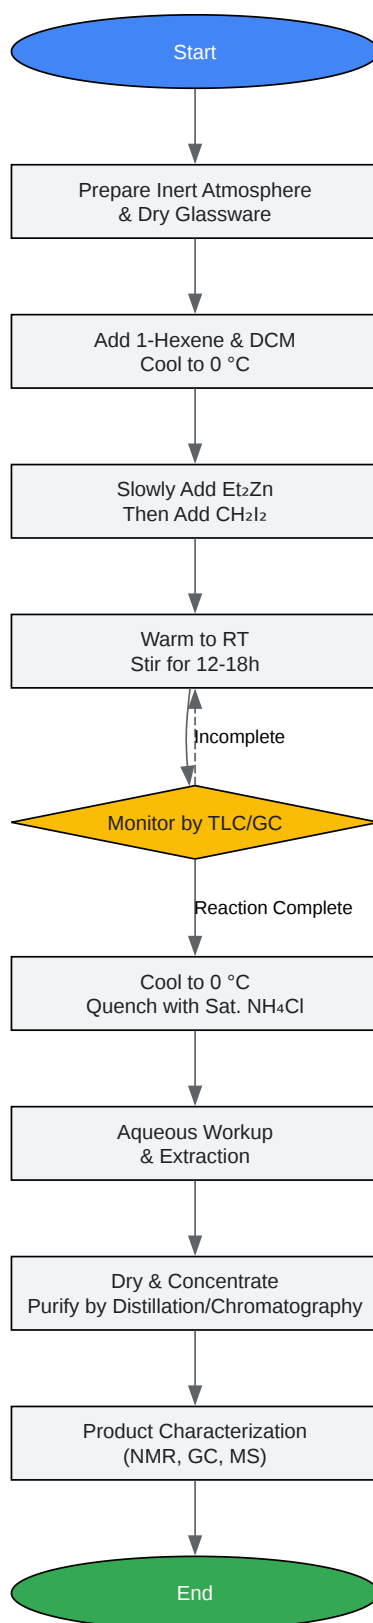 Start
Prepare Inert Atmosphere
& Dry Glassware
Add 1-Hexene & DCM
Cool to 0 °C
Slowly Add Et₂Zn
Then Add CH₂I₂
Warm to RT
Stir for 12-18h
Incomplete
Monitor by TLC/GC
Reaction Complete
Cool to 0 °C
Quench with Sat. NH₄Cl
Aqueous Workup
& Extraction
Dry & Concentrate
Purify by Distillation/Chromatography
Product Characterization
(NMR, GC, MS)
End